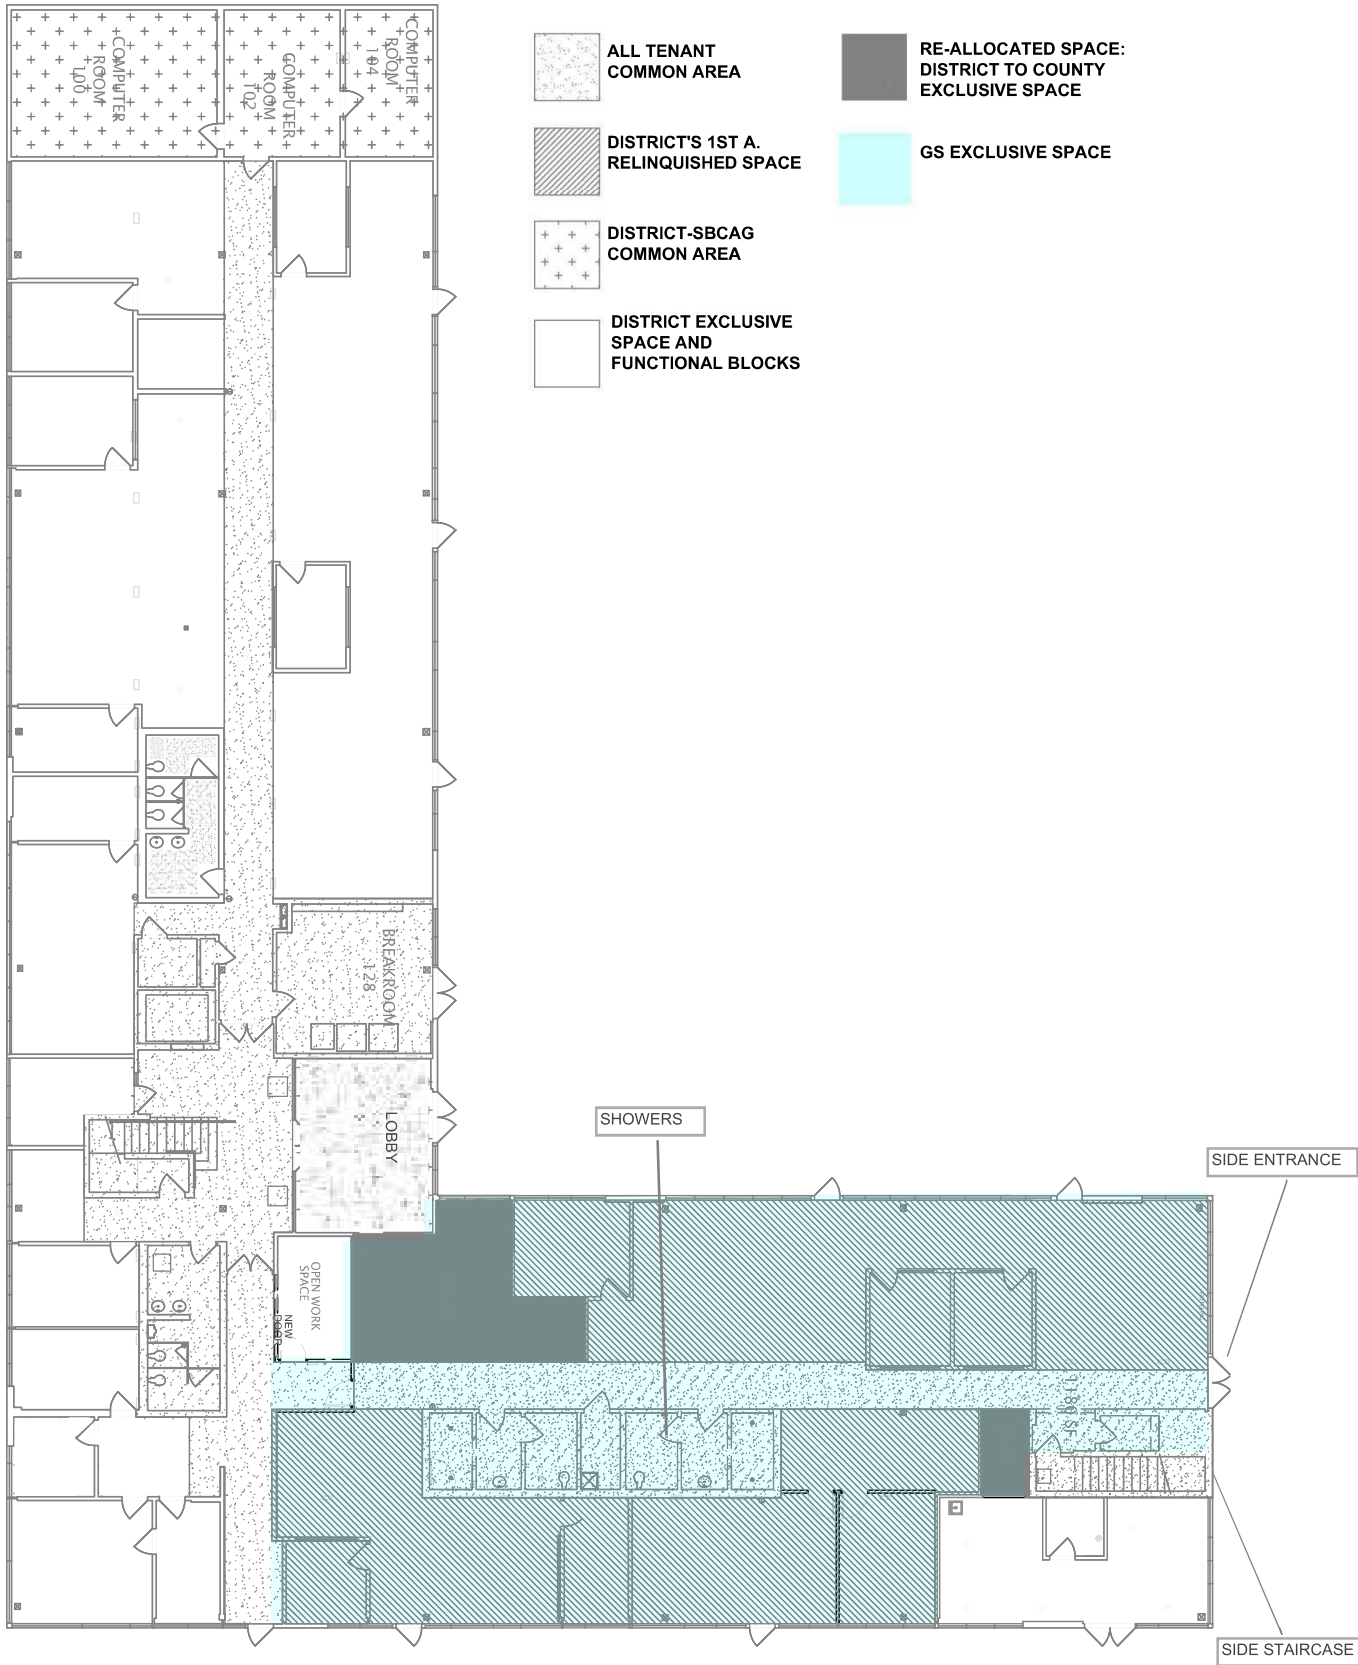 COMPUTER
ROOM
100
COMPUTER
ROOM
102
COMPUTER
ROOM
104
ALL TENANT
COMMON AREA
DISTRICT'S 1ST A.
RELINQUISHED SPACE
DISTRICT-SBCAG
COMMON AREA
DISTRICT EXCLUSIVE
SPACE AND
FUNCTIONAL BLOCKS
RE-ALLOCATED SPACE:
DISTRICT TO COUNTY
EXCLUSIVE SPACE
GS EXCLUSIVE SPACE
BREAKROOM
128
LOBBY
SHOWERS
SIDE ENTRANCE
OPEN WORK
SPACE
NEW
DOOR
SF
SIDE STAIRCASE